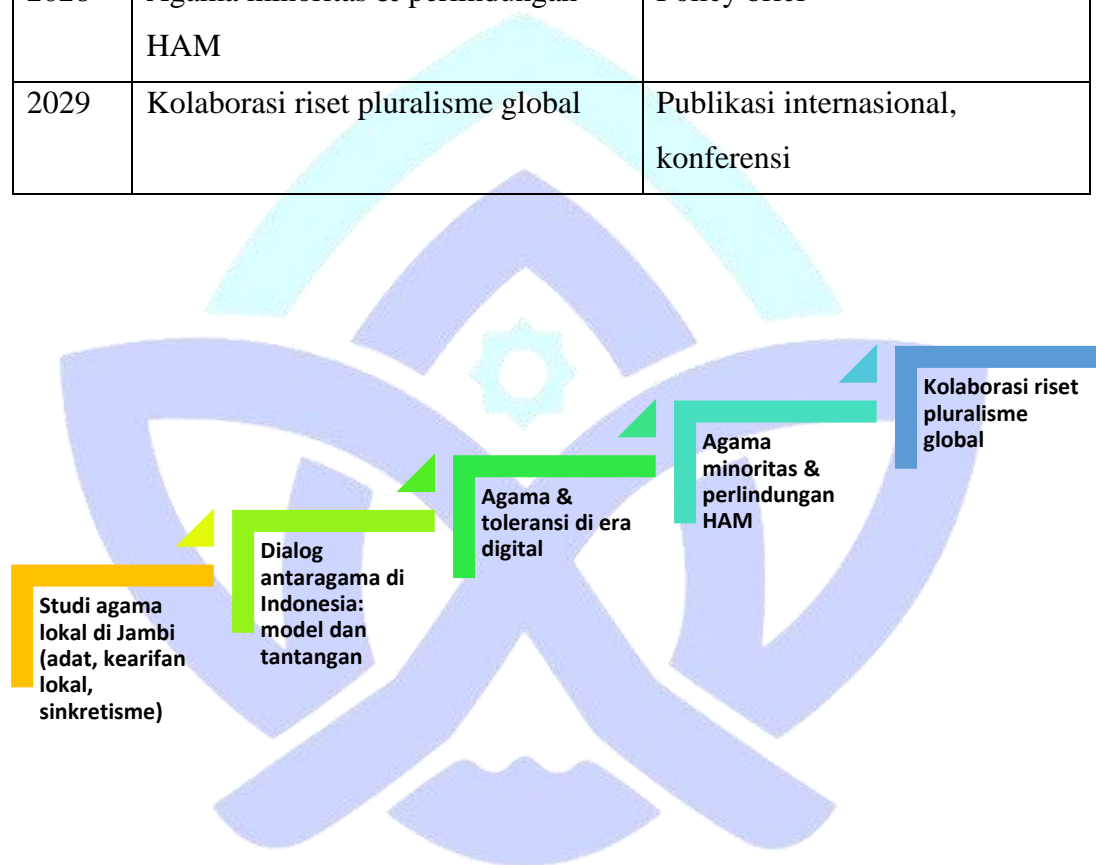 HAM
2029 Kolaborasi riset pluralisme global Publikasi internasional,
konferensi
Kolaborasi riset
pluralisme
global
Agama
minoritas &
perlindungan
HAM
Agama &
toleransi di era
digital
Dialog
antaragama di
Indonesia:
model dan
tantangan
Studi agama
lokal di Jambi
(adat, kearifan
lokal,
sinkretisme)